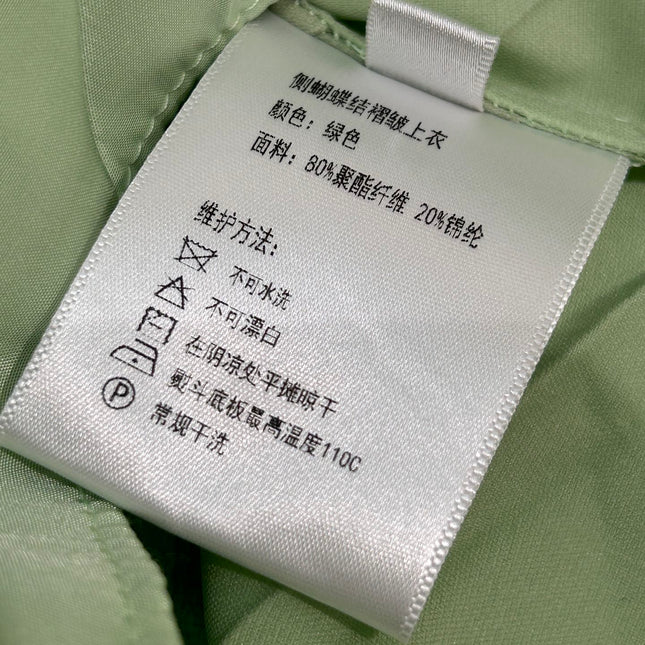 侧蝴蝶结褶皱上衣
颜色：绿色
面料：80%聚酯纤维 20%锦纶
维护方法：
不可水洗
不可漂白
在阴凉处平摊晾干
熨斗底板最高温度110C
P 常规干洗